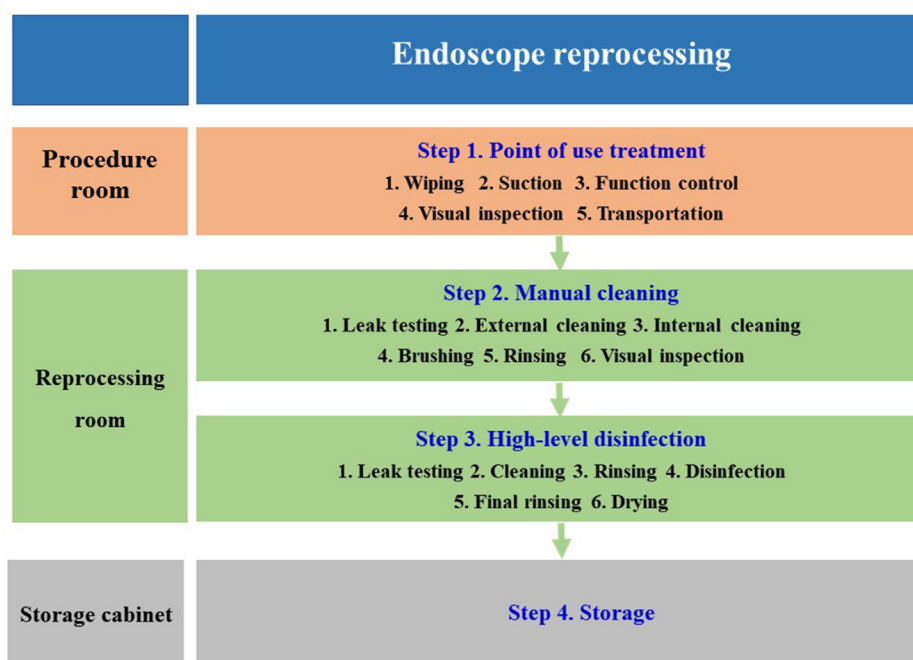 Endoscope reprocessing
Procedure
room
Step 1. Point of use treatment
1. Wiping 2. Suction 3. Function control
4. Visual inspection 5. Transportation
Reprocessing
room
Step 2. Manual cleaning
1. Leak testing 2. External cleaning 3. Internal cleaning
4. Brushing 5. Rinsing 6. Visual inspection
Step 3. High-level disinfection
1. Leak testing 2. Cleaning 3. Rinsing 4. Disinfection
5. Final rinsing 6. Drying
Storage cabinet
Step 4. Storage